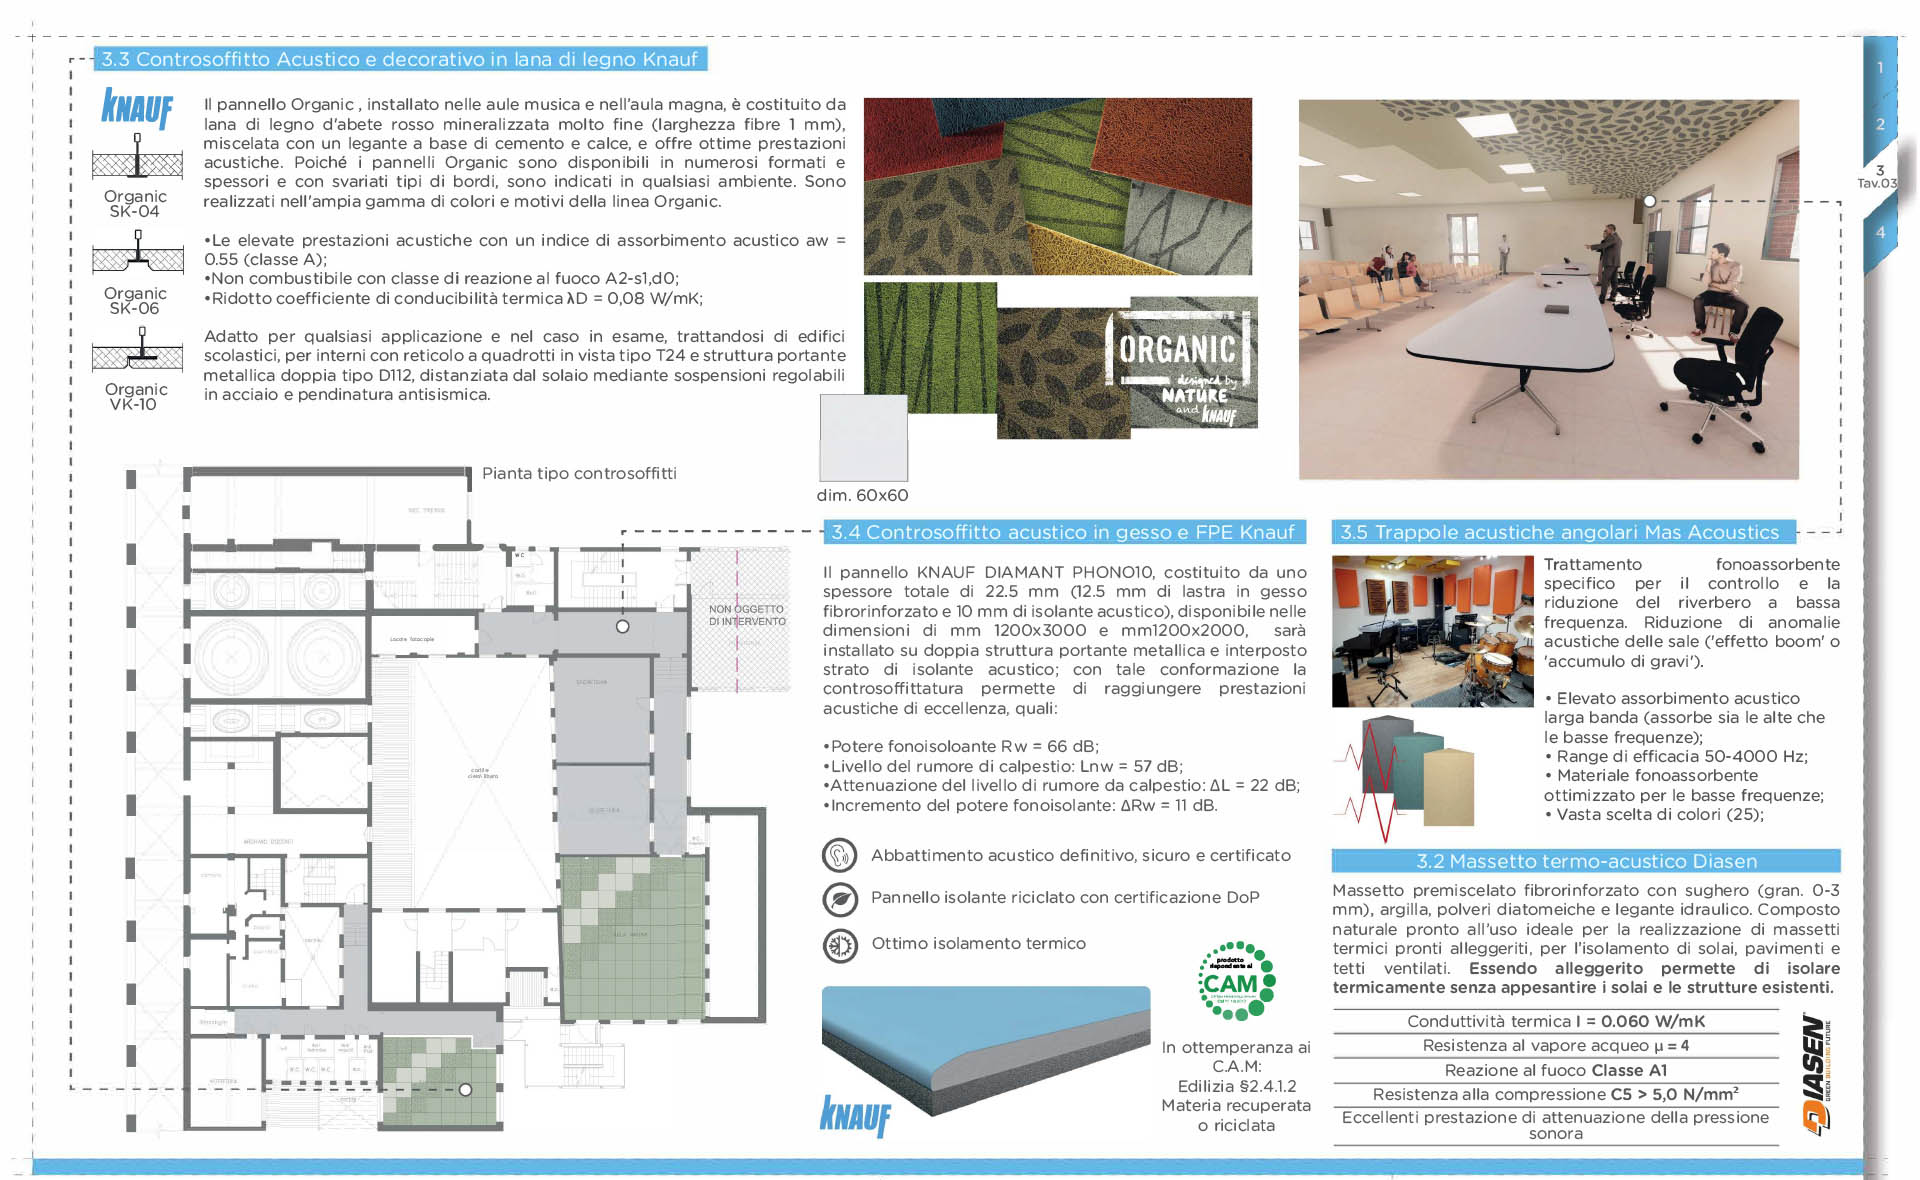 3.3 Controsoffitto Acustico e decorativo in lana di legno Knauf
KNAUF
Organic
SK-04
Organic
SK-06
Organic
VK-10
Il pannello Organic , installato nelle aule musica e nell'aula magna, è costituito da
lana di legno d'abete rosso mineralizzata molto fine (larghezza fibre 1 mm),
miscelata con un legante a base di cemento e calce, e offre ottime prestazioni
acustiche. Poiché i pannelli Organic sono disponibili in numerosi formati e
spessori e con svariati tipi di bordi, sono indicati in qualsiasi ambiente. Sono
realizzati nell'ampia gamma di colori e motivi della linea Organic.
•Le elevate prestazioni acustiche con un indice di assorbimento acustico aw =
0.55 (classe A);
•Non combustibile con classe di reazione al fuoco A2-s1,d0;
•Ridotto coefficiente di conducibilità termica λD = 0,08 W/mK;
Adatto per qualsiasi applicazione e nel caso in esame, trattandosi di edifici
scolastici, per interni con reticolo a quadrotti in vista tipo T24 e struttura portante
metallica doppia tipo D112, distanziata dal solaio mediante sospensioni regolabili
in acciaio e pendinatura antisismica.
ORGANIC
designed by
NATURE
and KNAUF
dim. 60x60
1
2
3
Tav.03
4
Pianta tipo controsoffitti
NON OGGETTO
DI INTERVENTO
Locale fotocopie
W.C.
SEGRETERIA
cortile
cielo libero
AULA MAGNA
3.4 Controsoffitto acustico in gesso e FPE Knauf
Il pannello KNAUF DIAMANT PHONO10, costituito da uno
spessore totale di 22.5 mm (12.5 mm di lastra in gesso
fibrorinforzato e 10 mm di isolante acustico), disponibile nelle
dimensioni di mm 1200x3000 e mm1200x2000, sarà
installato su doppia struttura portante metallica e interposto
strato di isolante acustico; con tale conformazione la
controsoffittatura permette di raggiungere prestazioni
acustiche di eccellenza, quali:
•Potere fonoisoloante Rw = 66 dB;
•Livello del rumore di calpestio: Lnw = 57 dB;
•Attenuazione del livello di rumore da calpestio: ΔL = 22 dB;
•Incremento del potere fonoisolante: ΔRw = 11 dB.
Abbattimento acustico definitivo, sicuro e certificato
Pannello isolante riciclato con certificazione DoP
Ottimo isolamento termico
KNAUF
prodotto
rispondente ai
CAM
In ottemperanza ai
C.A.M:
Edilizia §2.4.1.2
Materia recuperata
o riciclata
3.5 Trappole acustiche angolari Mas Acoustics
Trattamento fonoassorbente
specifico per il controllo e la
riduzione del riverbero a bassa
frequenza. Riduzione di anomalie
acustiche delle sale ('effetto boom' o
'accumulo di gravi').
• Elevato assorbimento acustico
larga banda (assorbe sia le alte che
le basse frequenze);
• Range di efficacia 50-4000 Hz;
• Materiale fonoassorbente
ottimizzato per le basse frequenze;
• Vasta scelta di colori (25);
3.2 Massetto termo-acustico Diasen
Massetto premiscelato fibrorinforzato con sughero (gran. 0-3
mm), argilla, polveri diatomeiche e legante idraulico. Composto
naturale pronto all'uso ideale per la realizzazione di massetti
termici pronti alleggeriti, per l'isolamento di solai, pavimenti e
tetti ventilati. Essendo alleggerito permette di isolare
termicamente senza appesantire i solai e le strutture esistenti.
Conduttività termica l = 0.060 W/mK
Resistenza al vapore acqueo μ = 4
Reazione al fuoco Classe A1
Resistenza alla compressione C5 > 5,0 N/mm²
Eccellenti prestazione di attenuazione della pressione
sonora
DIASEN
GREEN BUILDING FUTURE